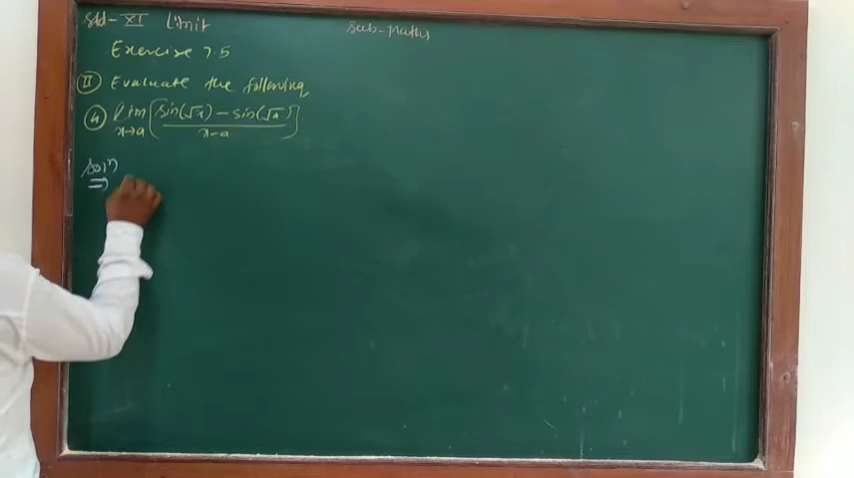 Std-XI Limit Sub-Maths
Exercise 7.5
II Evaluate the following
4 lim x→a { sin(√x) - sin(√a) / x-a }
Solⁿ
⇒